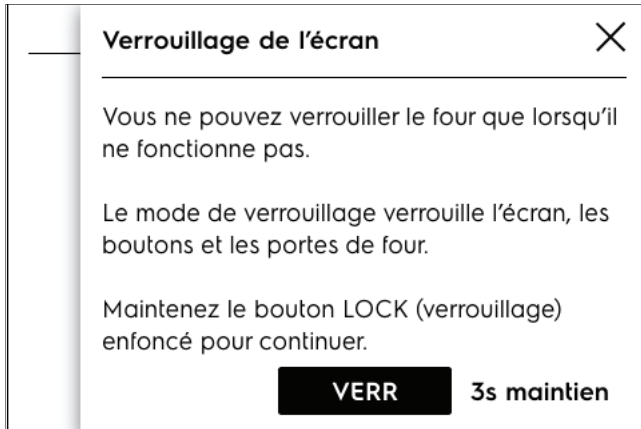 Verrouillage de l’écran
Vous ne pouvez verrouiller le four que lorsqu’il
ne fonctionne pas.
Le mode de verrouillage verrouille l’écran, les
boutons et les portes de four.
Maintenez le bouton LOCK (verrouillage)
enfoncé pour continuer.
VERR 3s maintien